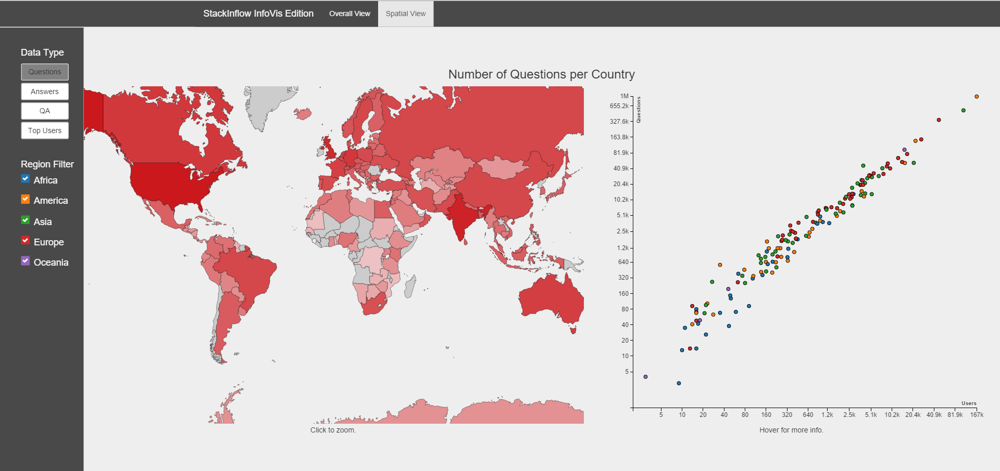 StackInflow InfoVis Edition Overall View Spatial View
Data Type
Questions
Answers
QA
Top Users
Region Filter
Africa
America
Asia
Europe
Oceania
Number of Questions per Country
Click to zoom.
1M
655.2k
327.6k
163.8k
81.9k
40.9k
20.4k
10.2k
5.1k
2.5k
1.2k
640
320
160
80
40
20
10
5
Questions
Users
5 10 20 40 80 160 320 640 1.2k 2.5k 5.1k 10.2k 20.4k 40.9k 81.9k 167k
Hover for more info.